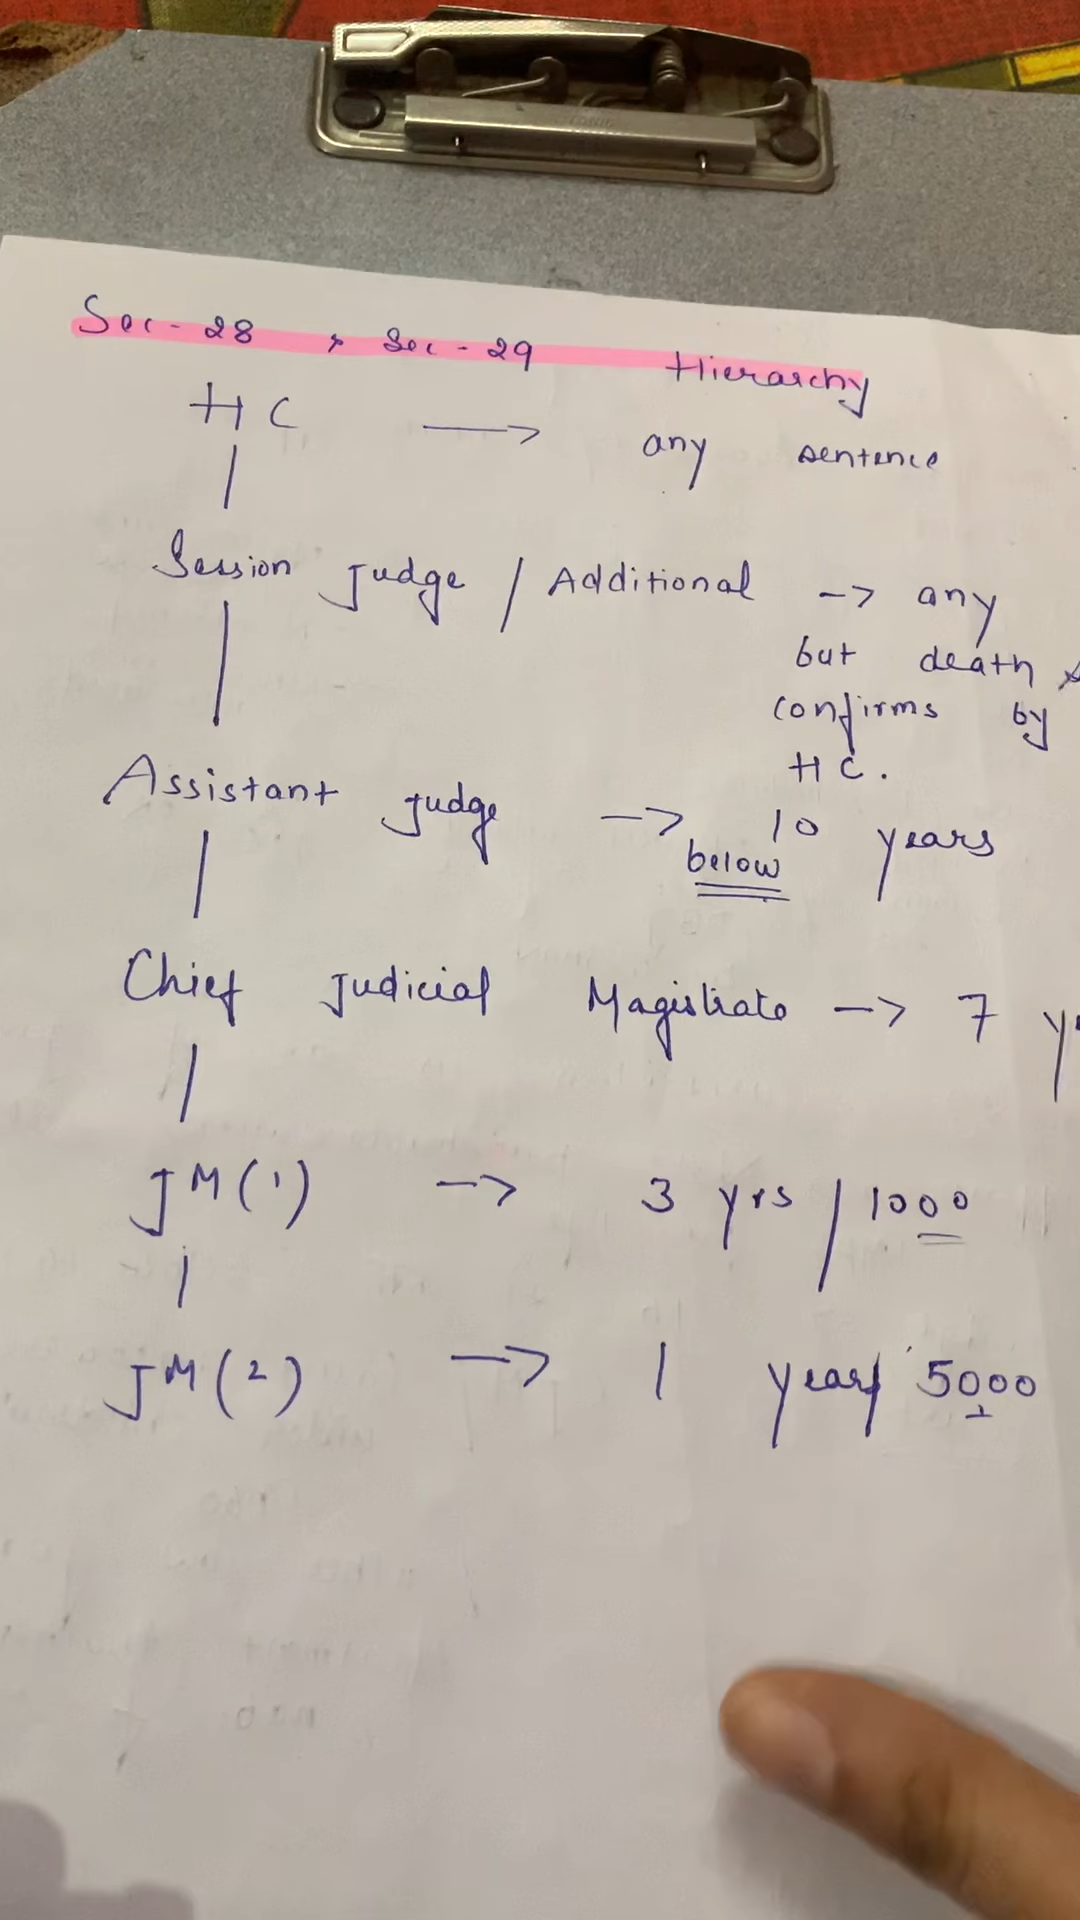 Sec-28 , Sec-29 Hierarchy
HC → any sentence
Session Judge / Additional -> any
but death
confirms by
HC.
Assistant Judge -> 10 years
below
Chief Judicial Magistrate -> 7
JM(1) -> 3 yrs / 1000
JM(2) -> 1 year/ 5000